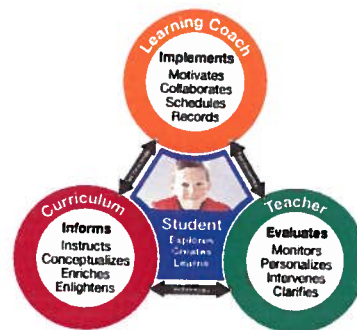 Learning Coach
Implements
Motivates
Collaborates
Schedules
Records
Curriculum
Informs
Instructs
Conceptualizes
Enriches
Enlightens
Student
Explores
Creates
Learns
Teacher
Evaluates
Monitors
Personalizes
Intervenes
Clarifies